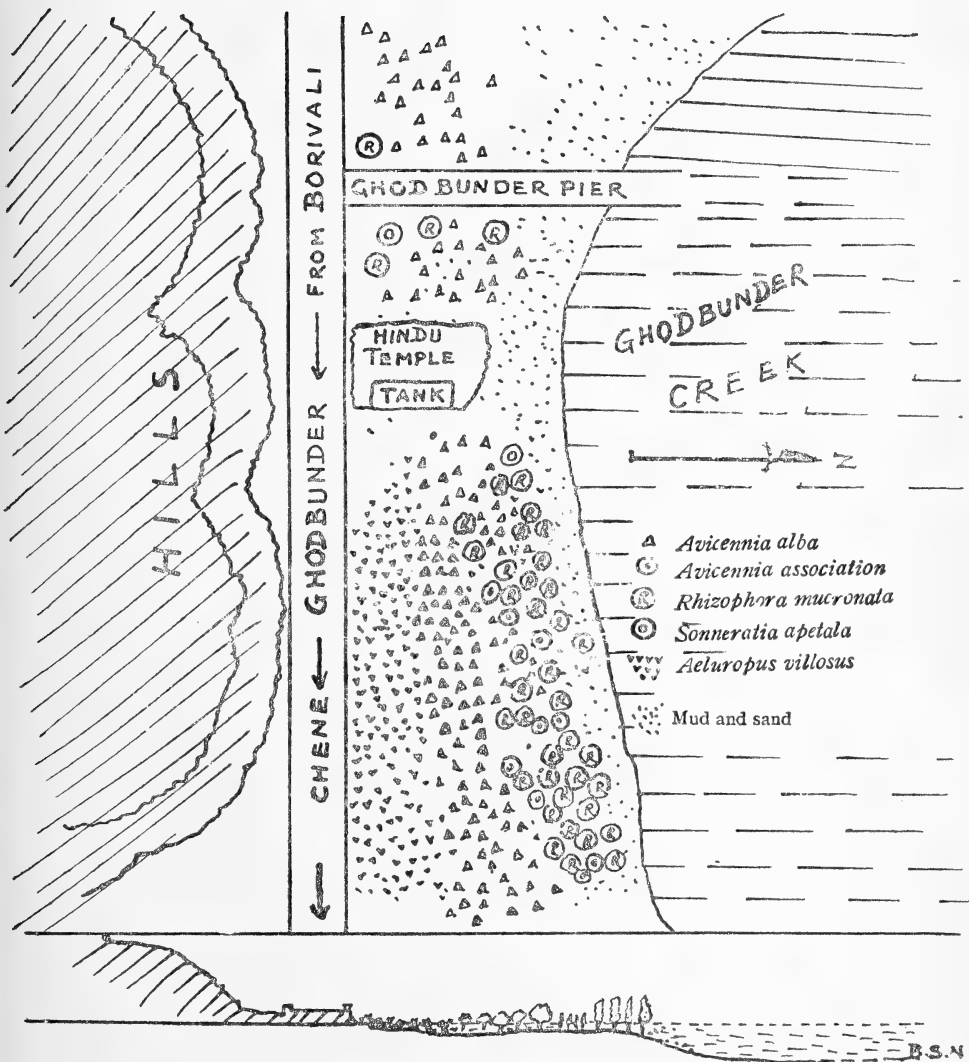 HILLS
CHENE ← GHODBUNDER ← FROM BORIVALI
GHODBUNDER PIER
HINDU
TEMPLE
TANK
GHODBUNDER
CREEK
N
Avicennia alba
Avicennia association
Rhizophora mucronata
Sonneratia apetala
Aeluropus villosus
Mud and sand
B.S.N